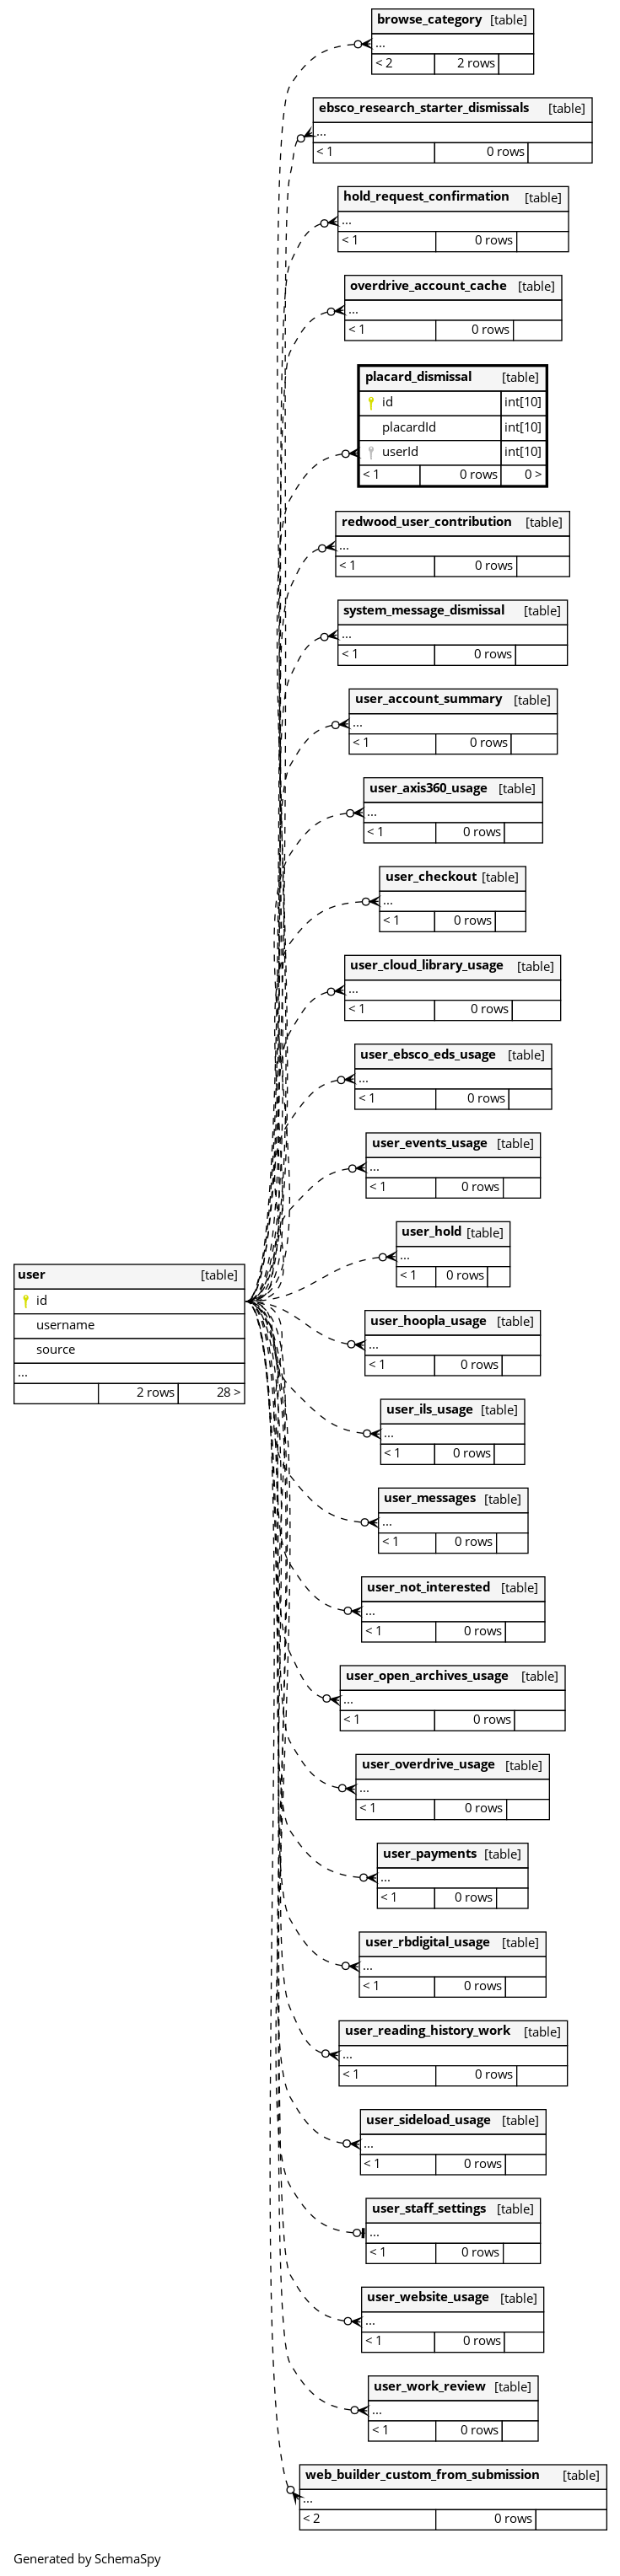 browse_category [table]
...
< 2 2 rows
ebsco_research_starter_dismissals [table]
...
< 1 0 rows
hold_request_confirmation [table]
...
< 1 0 rows
overdrive_account_cache [table]
...
< 1 0 rows
placard_dismissal [table]
id int[10]
placardId int[10]
userId int[10]
< 1 0 rows 0 >
redwood_user_contribution [table]
...
< 1 0 rows
system_message_dismissal [table]
...
< 1 0 rows
user_account_summary [table]
...
< 1 0 rows
user_axis360_usage [table]
...
< 1 0 rows
user_checkout [table]
...
< 1 0 rows
user_cloud_library_usage [table]
...
< 1 0 rows
user_ebsco_eds_usage [table]
...
< 1 0 rows
user_events_usage [table]
...
< 1 0 rows
user_hold [table]
...
< 1 0 rows
user [table]
id
username
source
...
2 rows 28 >
user_hoopla_usage [table]
...
< 1 0 rows
user_ils_usage [table]
...
< 1 0 rows
user_messages [table]
...
< 1 0 rows
user_not_interested [table]
...
< 1 0 rows
user_open_archives_usage [table]
...
< 1 0 rows
user_overdrive_usage [table]
...
< 1 0 rows
user_payments [table]
...
< 1 0 rows
user_rbdigital_usage [table]
...
< 1 0 rows
user_reading_history_work [table]
...
< 1 0 rows
user_sideload_usage [table]
...
< 1 0 rows
user_staff_settings [table]
...
< 1 0 rows
user_website_usage [table]
...
< 1 0 rows
user_work_review [table]
...
< 1 0 rows
web_builder_custom_from_submission [table]
...
< 2 0 rows
Generated by SchemaSpy